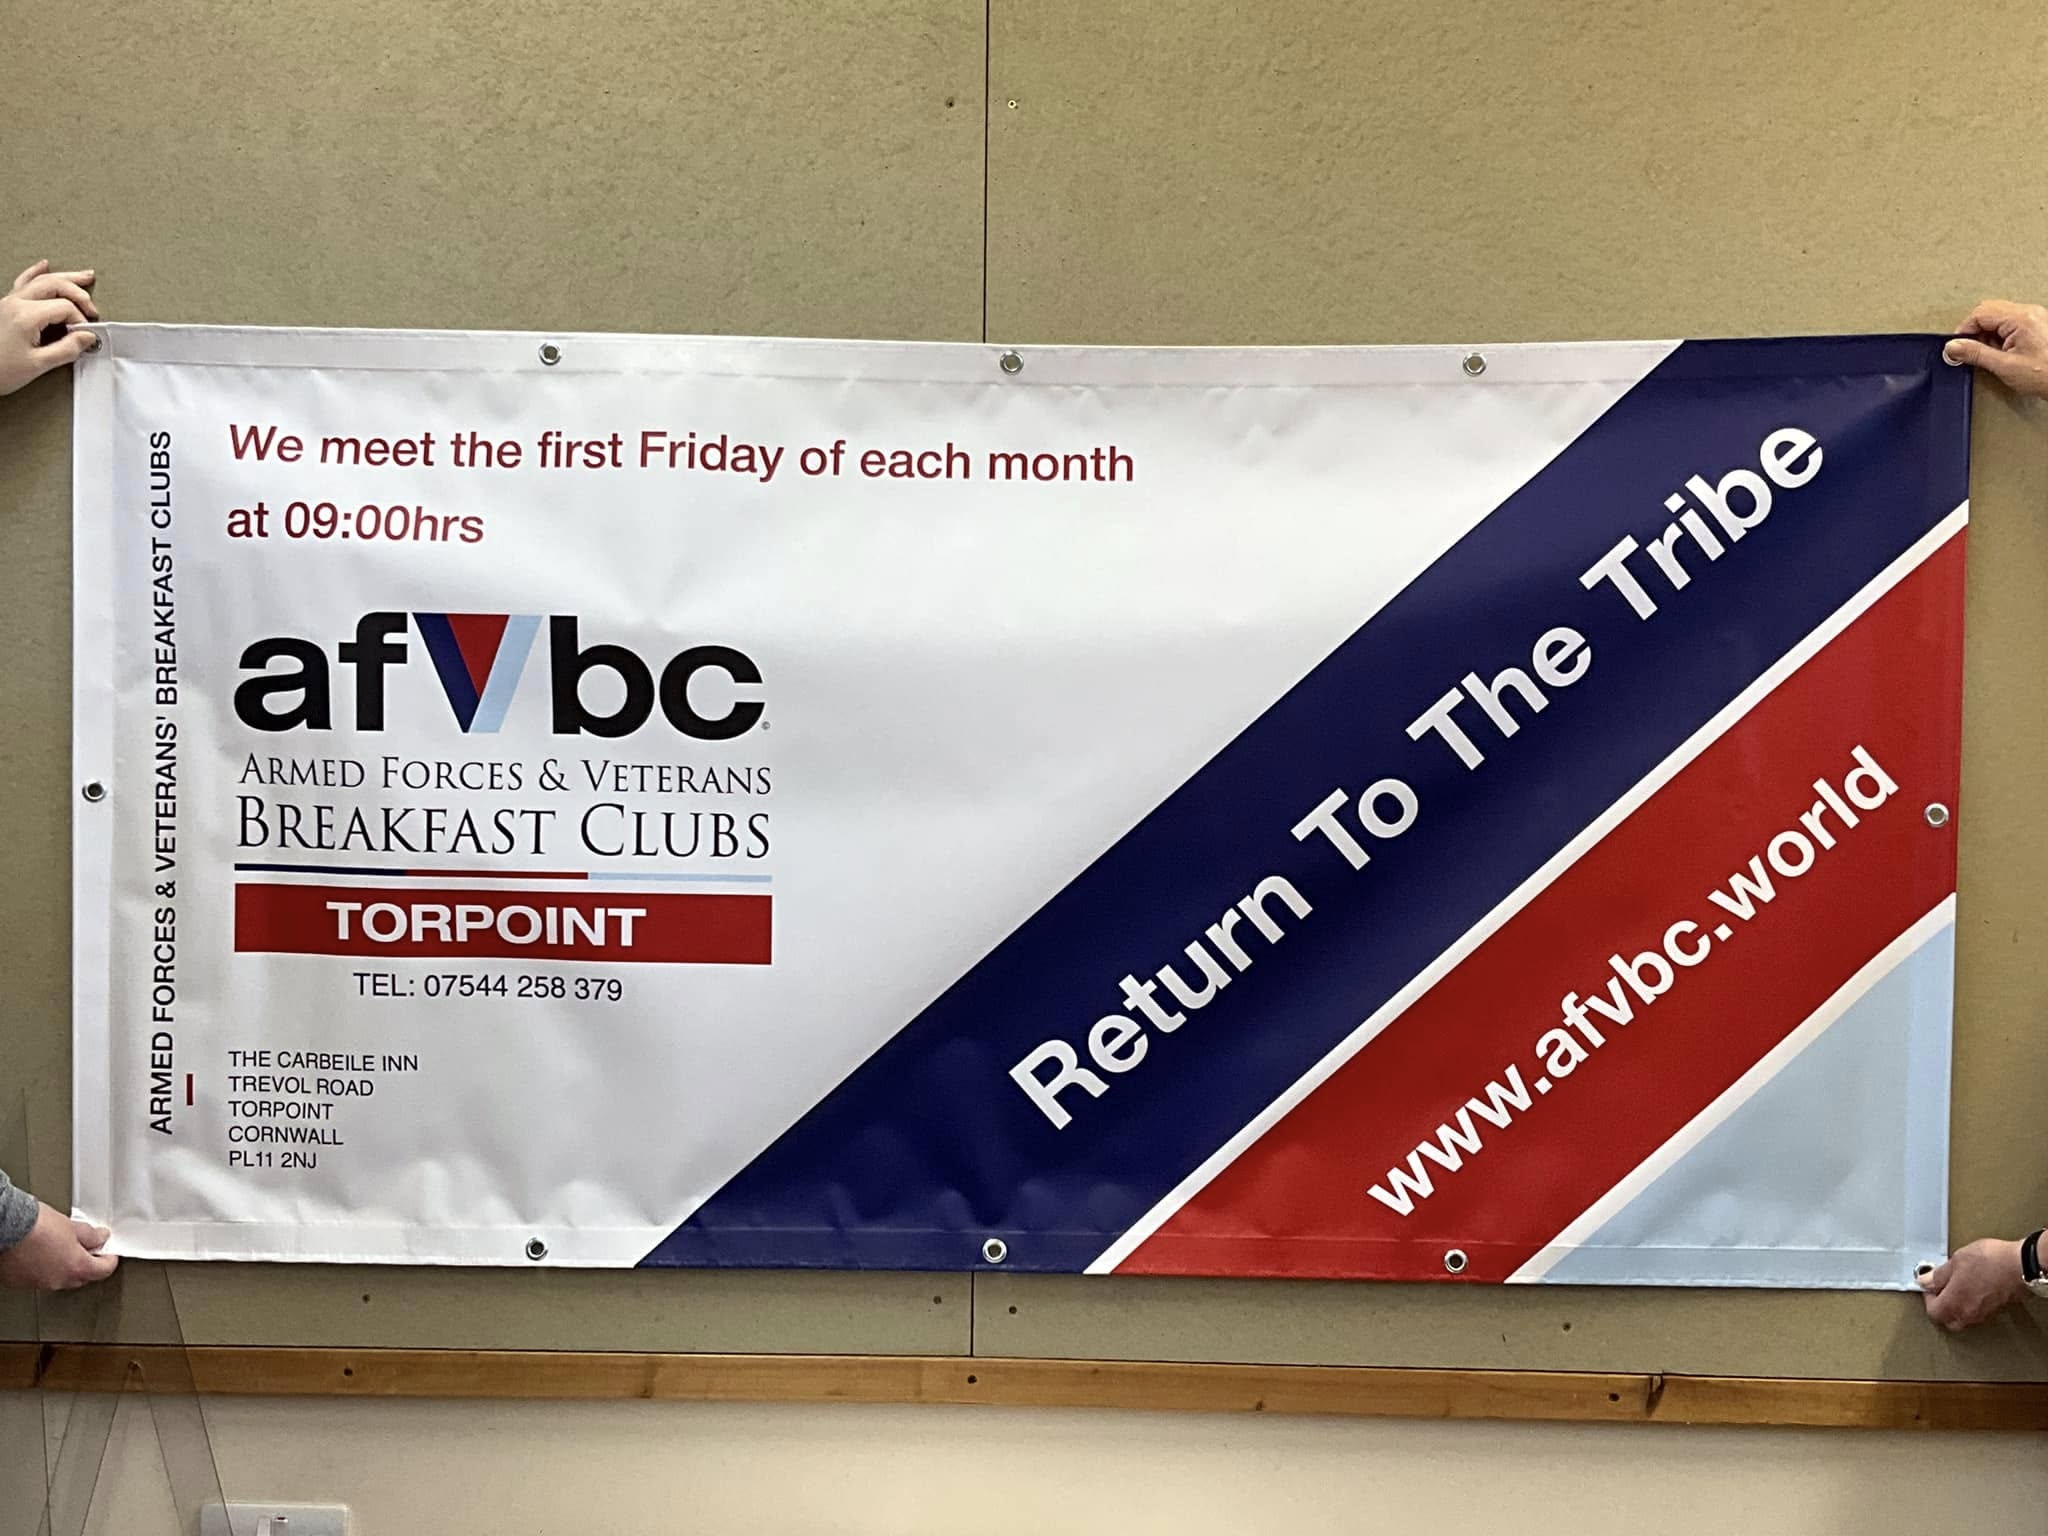 ARMED FORCES & VETERANS' BREAKFAST CLUBS
We meet the first Friday of each month
at 09:00hrs
afvbc
ARMED FORCES & VETERANS
BREAKFAST CLUBS
TORPOINT
TEL: 07544 258 379
THE CARBEILE INN
TREVOL ROAD
TORPOINT
CORNWALL
PL11 2NJ
Return To The Tribe
www.afvbc.world